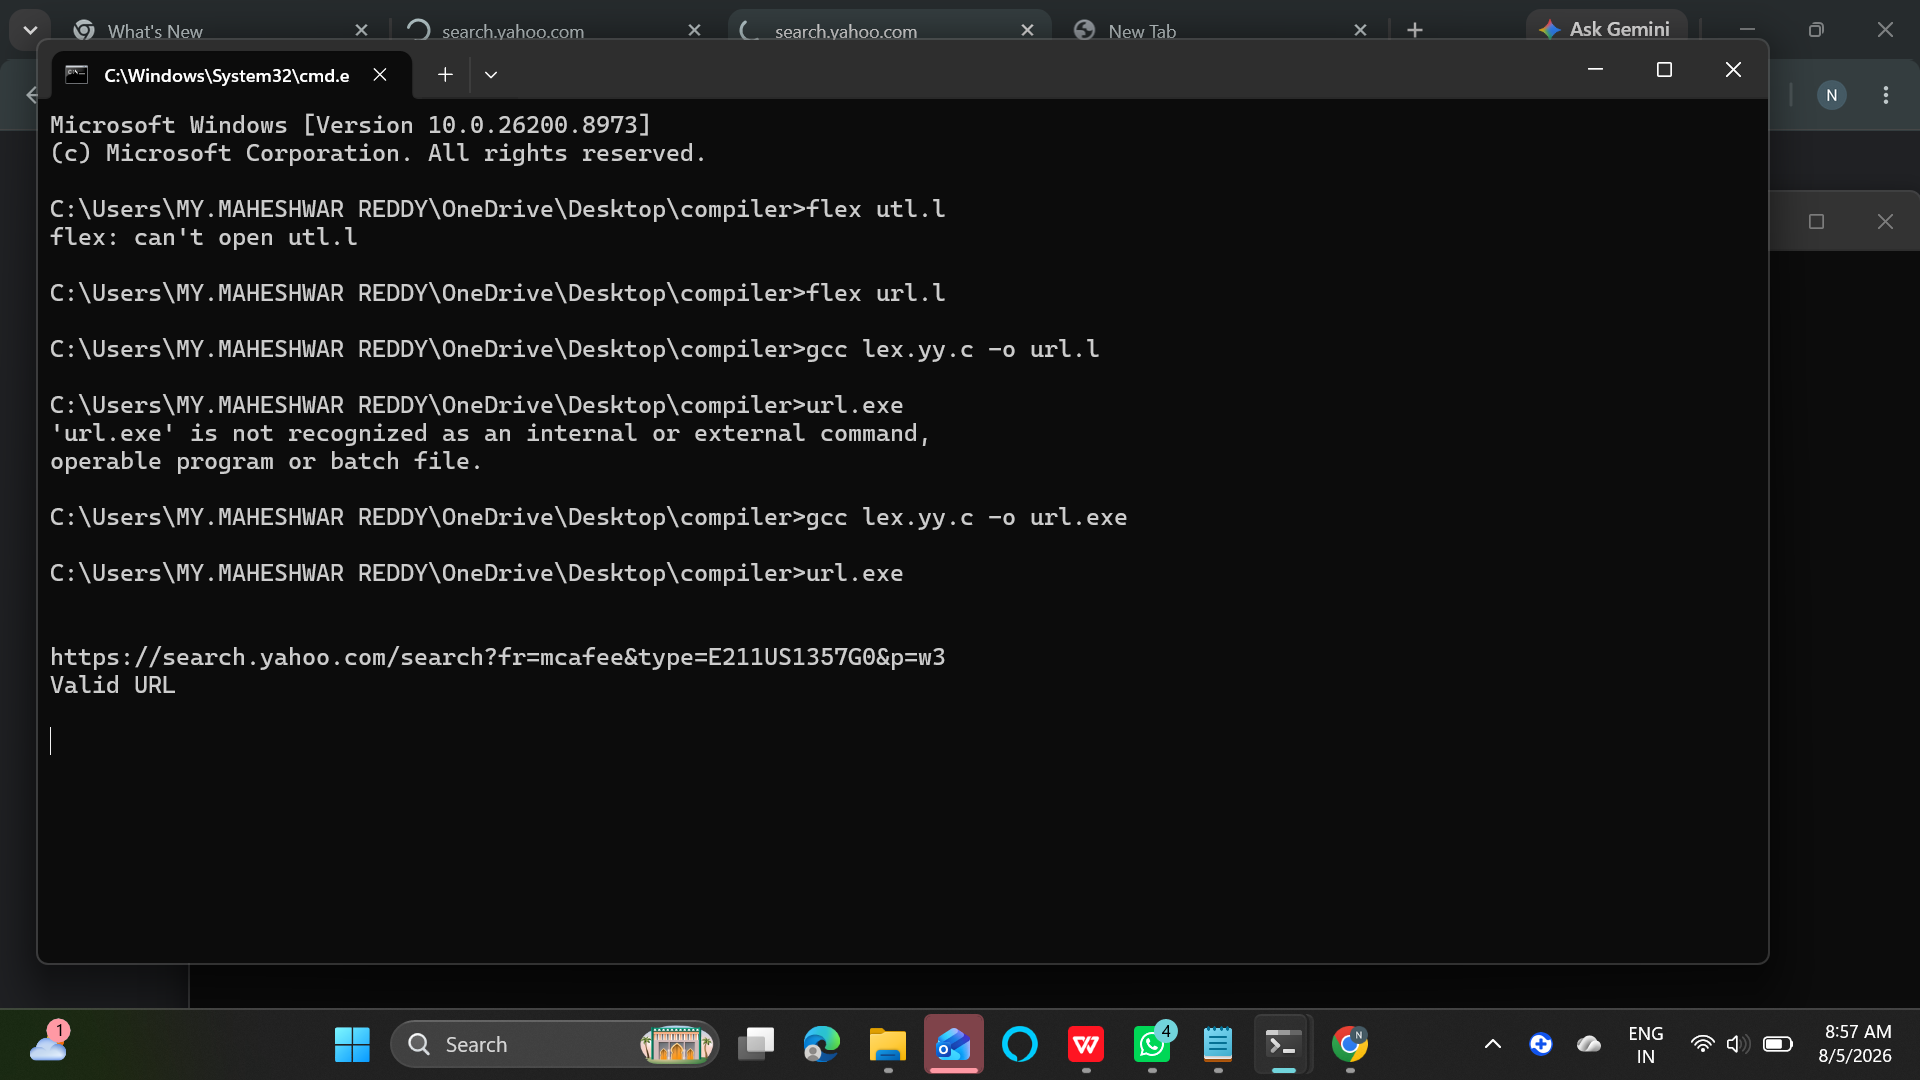 What's New
search.yahoo.com
search.yahoo.com
New Tab
Ask Gemini
C:\Windows\System32\cmd.e
N
Microsoft Windows [Version 10.0.26200.8973]
(c) Microsoft Corporation. All rights reserved.
C:\Users\MY.MAHESHWAR REDDY\OneDrive\Desktop\compiler>flex utl.l
flex: can't open utl.l
C:\Users\MY.MAHESHWAR REDDY\OneDrive\Desktop\compiler>flex url.l
C:\Users\MY.MAHESHWAR REDDY\OneDrive\Desktop\compiler>gcc lex.yy.c -o url.l
C:\Users\MY.MAHESHWAR REDDY\OneDrive\Desktop\compiler>url.exe
'url.exe' is not recognized as an internal or external command,
operable program or batch file.
C:\Users\MY.MAHESHWAR REDDY\OneDrive\Desktop\compiler>gcc lex.yy.c -o url.exe
C:\Users\MY.MAHESHWAR REDDY\OneDrive\Desktop\compiler>url.exe
https://search.yahoo.com/search?fr=mcafee&type=E211US1357G0&p=w3
Valid URL
1
Search
4
N
ENG
IN
8:57 AM
8/5/2026